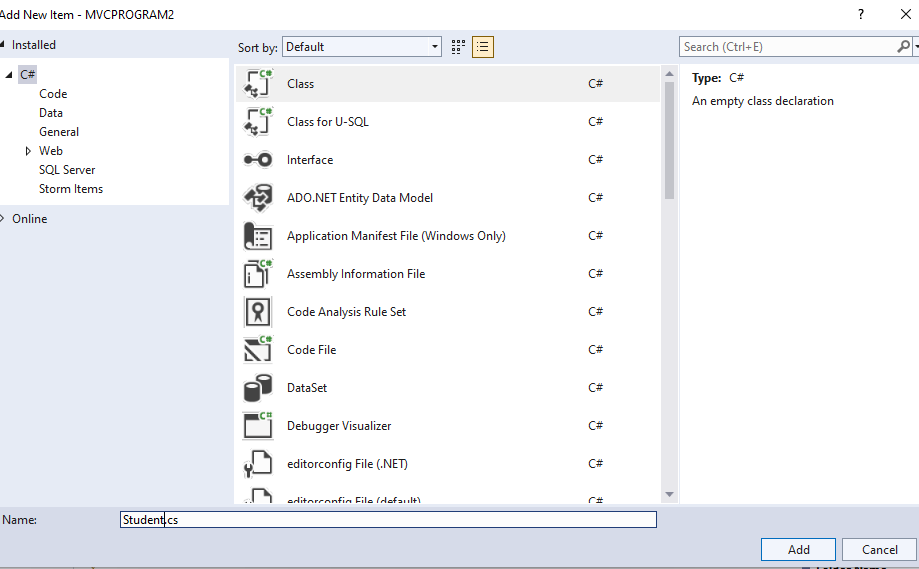 Add New Item - MVCPROGRAM2
?
Installed
Sort by: Default
Search (Ctrl+E)
C#
Code
Data
General
Web
SQL Server
Storm Items
Online
Class C#
Class for U-SQL C#
Interface C#
ADO.NET Entity Data Model C#
Application Manifest File (Windows Only) C#
Assembly Information File C#
Code Analysis Rule Set C#
Code File C#
DataSet C#
Debugger Visualizer C#
editorconfig File (.NET) C#
editorconfig File (default) C#
Type: C#
An empty class declaration
Name: Student.cs
Add Cancel